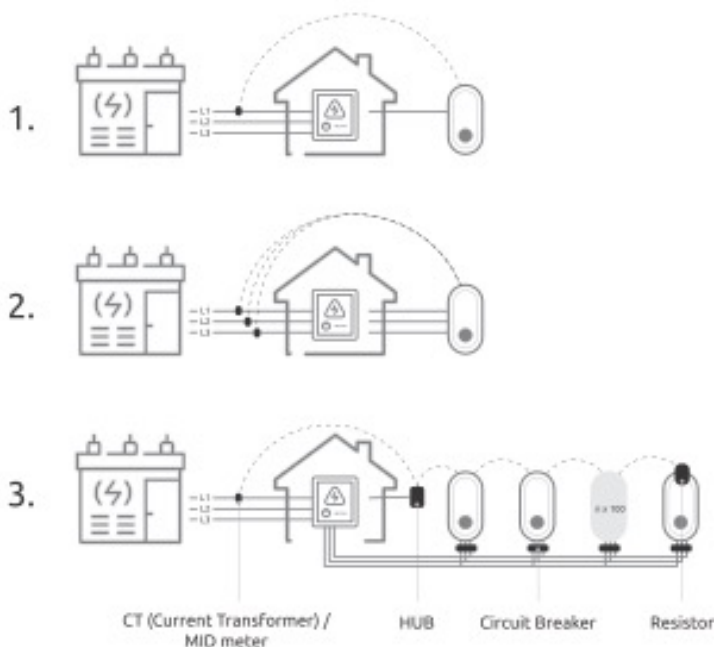 1.
L1
L2
L3
2.
L1
L2
L3
3.
L1
L2
L3
x 100
CT (Current Transformer) /
MID meter
HUB
Circuit Breaker
Resistor